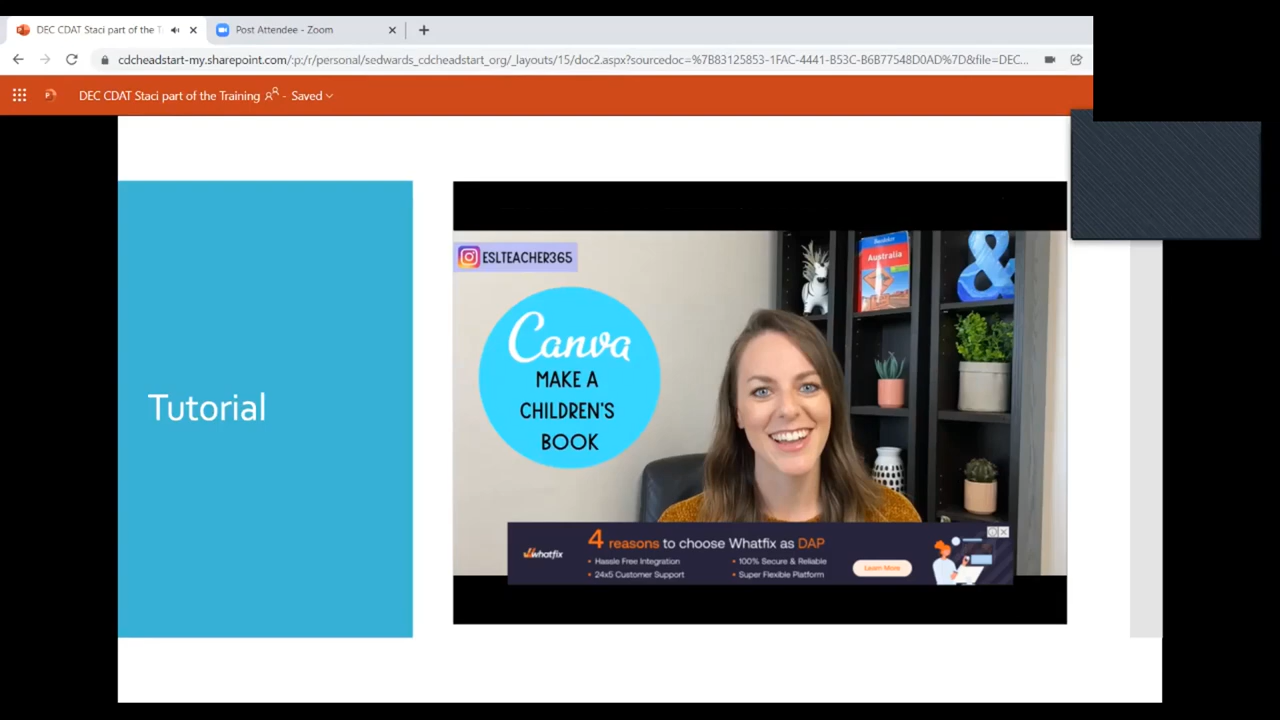 DEC CDAT Staci part of the T
Post Attendee - Zoom
cdcheadstart-my.sharepoint.com/:p:/r/personal/sedwards_cdcheadstart_org/_layouts/15/doc2.aspx?sourcedoc=%7B83125853-1FAC-4441-B53C-B6B77548D0AD%7D&file=DEC...
DEC CDAT Staci part of the Training - Saved
Tutorial
ESLTEACHER365
Canva
MAKE A
CHILDREN'S
BOOK
Australia
&
whatfix
4 reasons to choose Whatfix as DAP
• Hassle Free Integration
• 24x5 Customer Support
• 100% Secure & Reliable
• Super Flexible Platform
Learn More